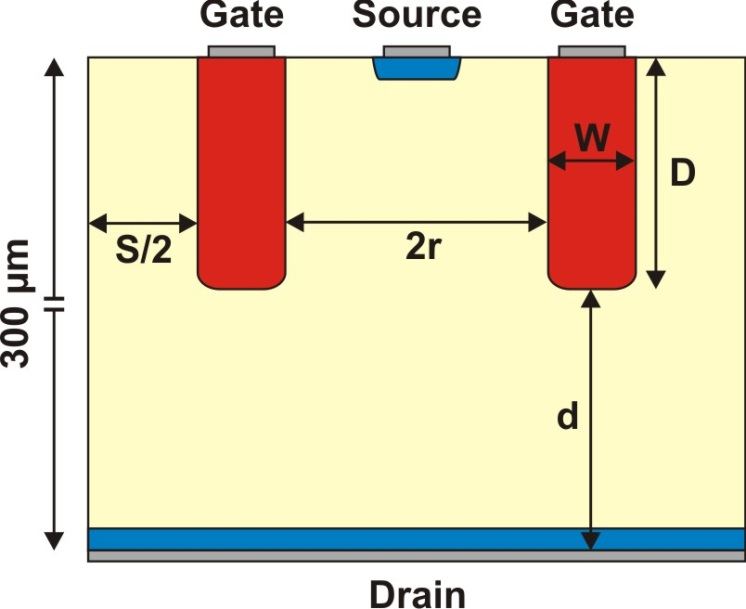 Gate Source Gate
W
D
S/2
2r
300 µm
d
Drain